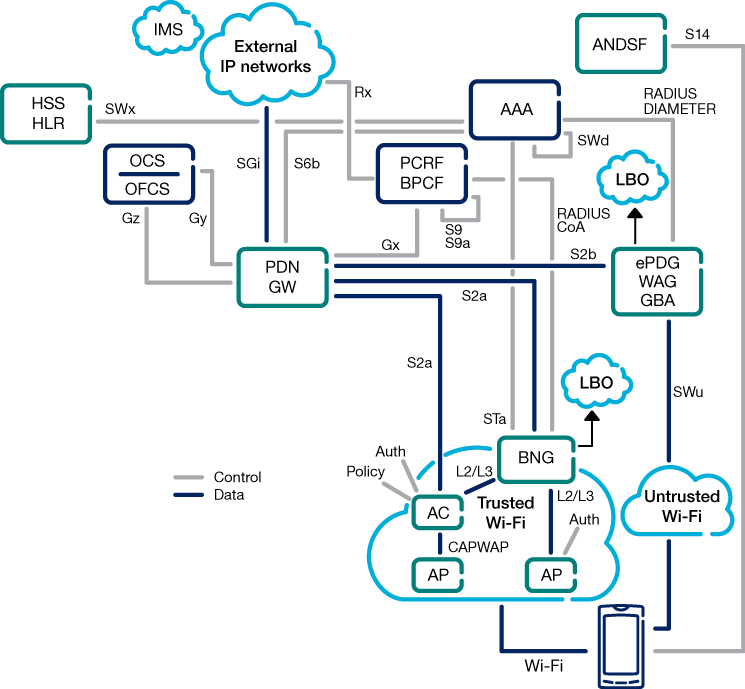 IMS
External
IP networks
ANDSF
S14
HSS
HLR
SWx
Rx
AAA
RADIUS
DIAMETER
SWd
OCS
OFCS
SGi
S6b
PCRF
BPCF
LBO
Gz
Gy
S9
S9a
RADIUS
CoA
Gx
S2b
PDN
GW
ePDG
WAG
GBA
S2a
S2a
LBO
SWu
STa
Auth
Policy
L2/L3
BNG
Control
Data
AC
Trusted
Wi-Fi
L2/L3
Untrusted
Wi-Fi
Auth
CAPWAP
AP
AP
Wi-Fi